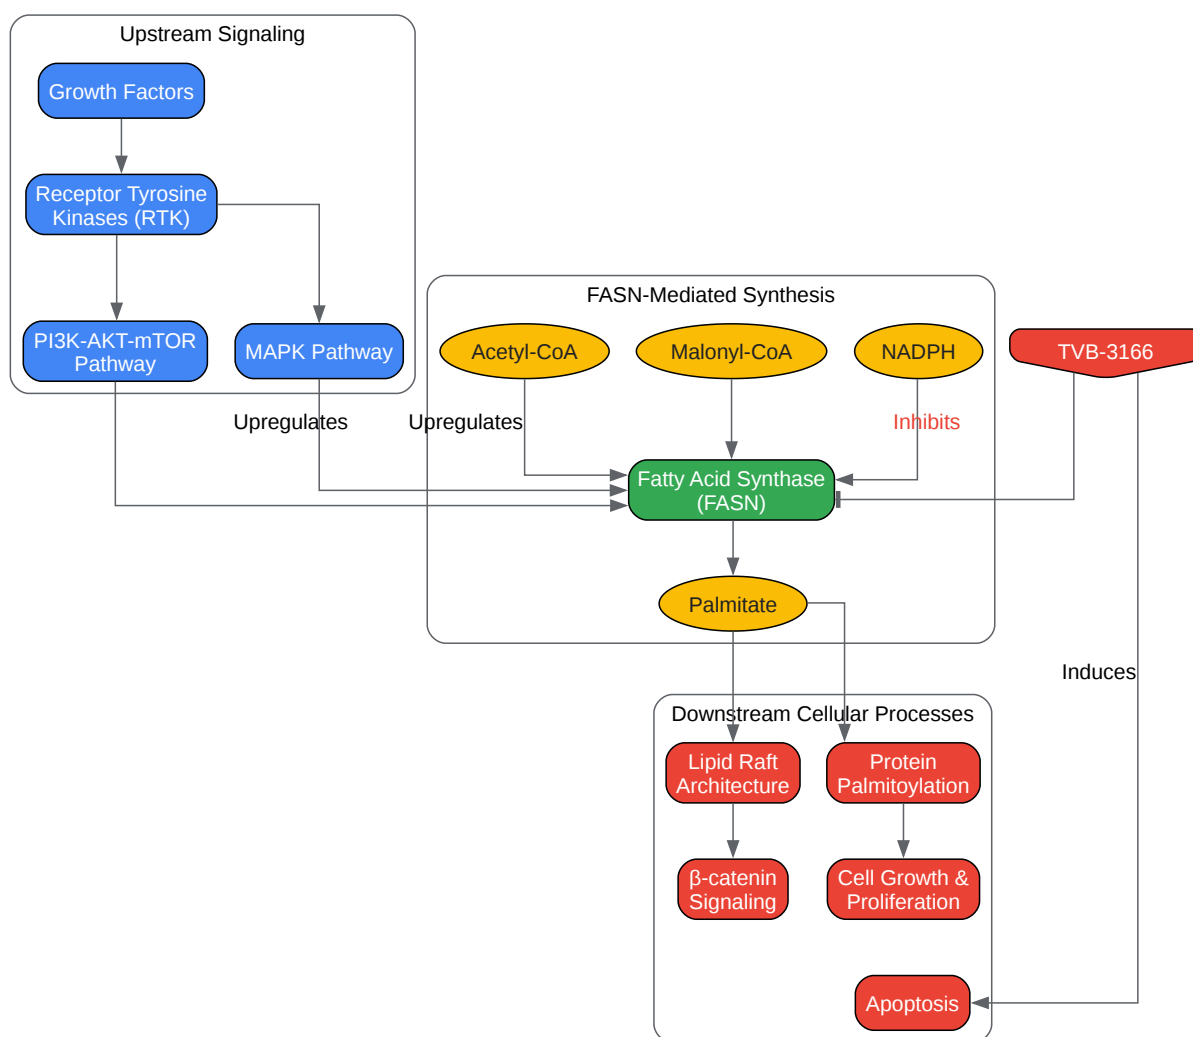 Upstream Signaling
Growth Factors
Receptor Tyrosine
Kinases (RTK)
PI3K-AKT-mTOR
Pathway
MAPK Pathway
FASN-Mediated Synthesis
Acetyl-CoA
Malonyl-CoA
NADPH
TVB-3166
Upregulates
Upregulates
Inhibits
Fatty Acid Synthase
(FASN)
Palmitate
Induces
Downstream Cellular Processes
Lipid Raft
Architecture
Protein
Palmitoylation
β-catenin
Signaling
Cell Growth &
Proliferation
Apoptosis